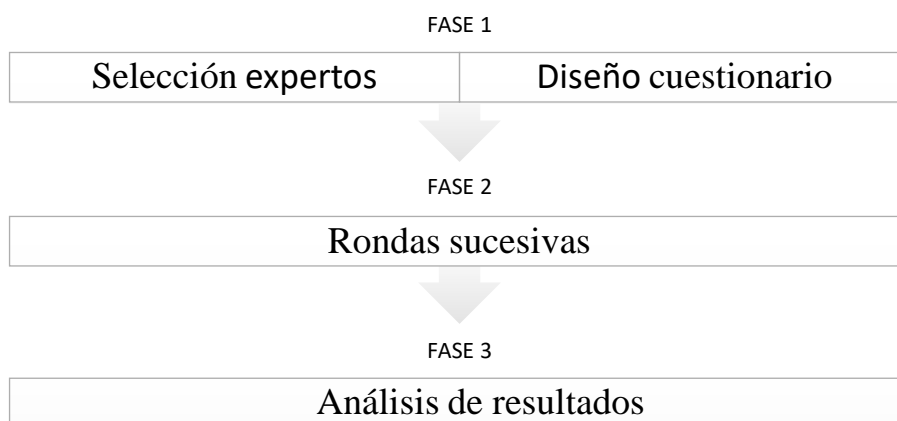 FASE 1
Selección expertos
Diseño cuestionario
FASE 2
Rondas sucesivas
FASE 3
Análisis de resultados